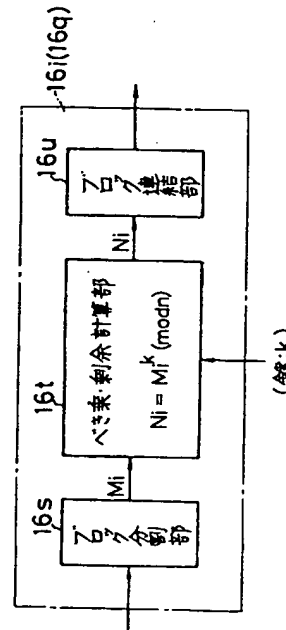 16i(16q)
16s
ブロック
分割部
Mi
16t
べき乗・剰余計算部
Ni = Mi^k (modn)
Ni
16u
ブロック
連結部
(鍵・k)